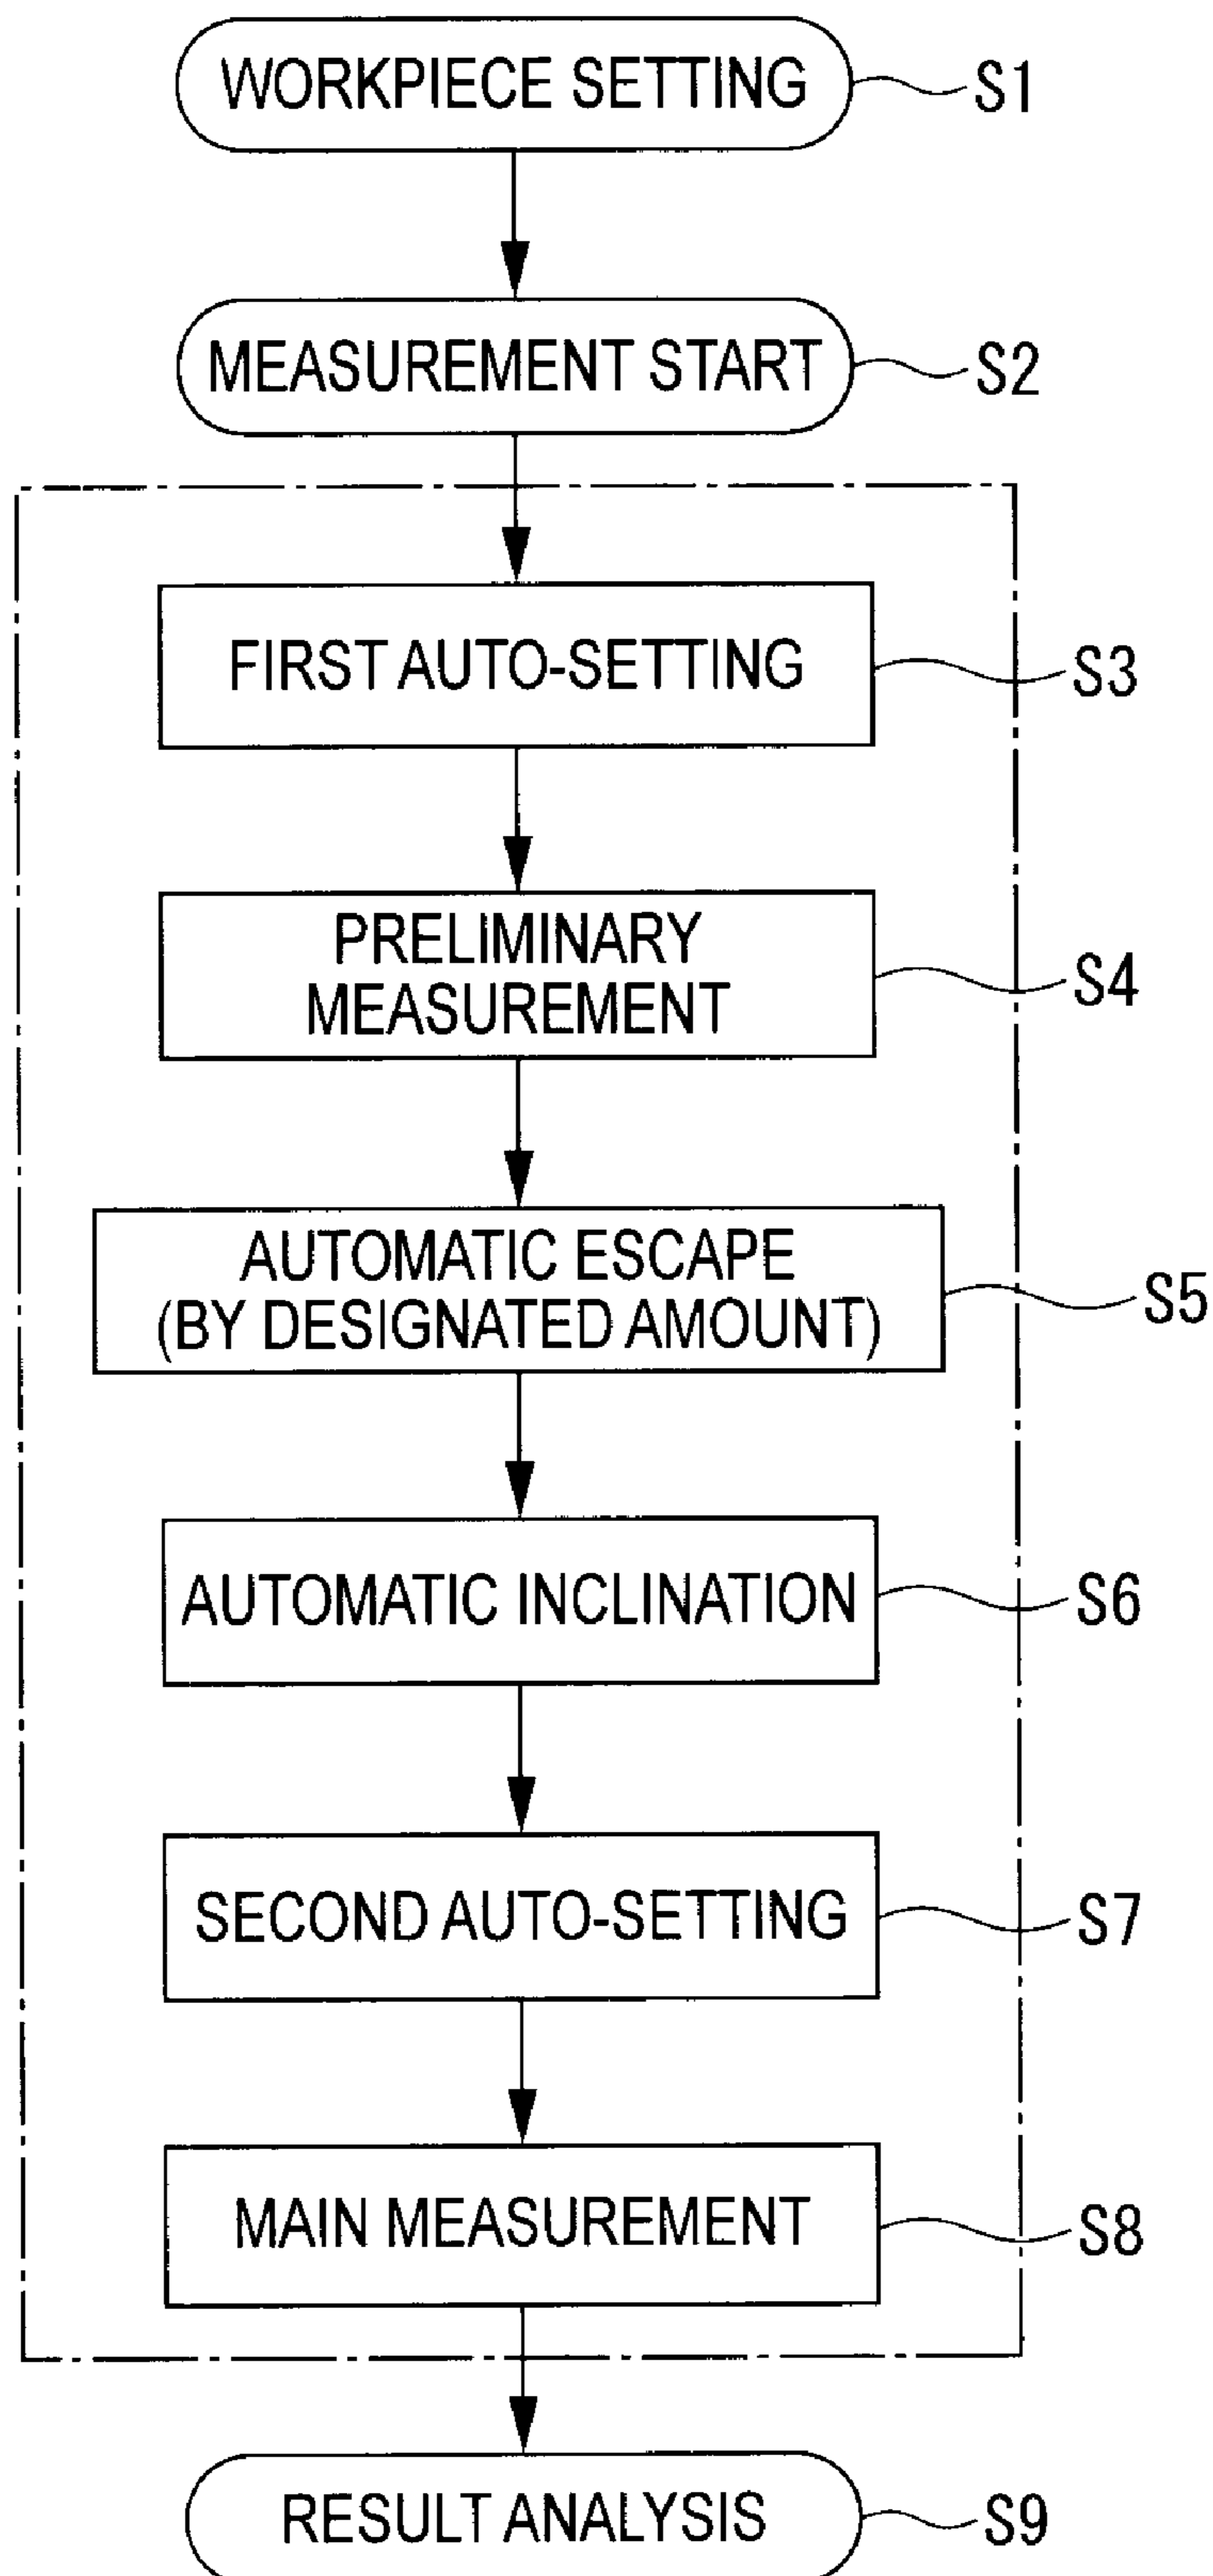 WORKPIECE SETTING
S1
MEASUREMENT START
S2
FIRST AUTO-SETTING
S3
PRELIMINARY
MEASUREMENT
S4
AUTOMATIC ESCAPE
(BY DESIGNATED AMOUNT)
S5
AUTOMATIC INCLINATION
S6
SECOND AUTO-SETTING
S7
MAIN MEASUREMENT
S8
RESULT ANALYSIS
S9